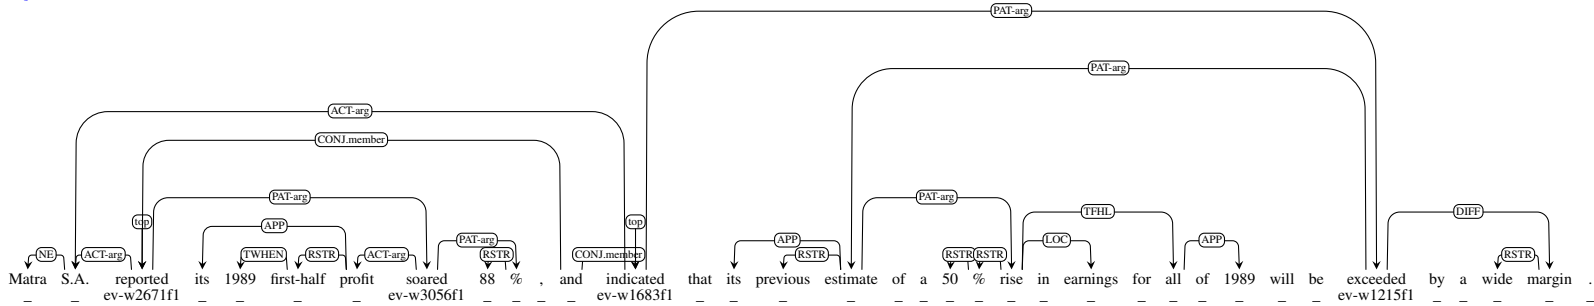 PAT-arg
PAT-arg
ACT-arg
CONJ.member
PAT-arg PAT-arg
TFHL DIFF
top top
APP
PAT-arg APP LOC APP
NE ACT-arg TWHEN RSTR ACT-arg RSTR CONJ.member RSTR RSTR RSTR RSTR
Matra S.A. reported its 1989 first-half profit soared 88 % , and indicated that its previous estimate of a 50 % rise in earnings for all of 1989 will be exceeded by a wide margin .
_ _ ev-w2671f1 _ _ _ _ ev-w3056f1 _ _ _ _ ev-w1683f1 _ _ _ _ _ _ _ _ _ _ _ _ _ _ _ _ _ ev-w1215f1 _ _ _ _ _